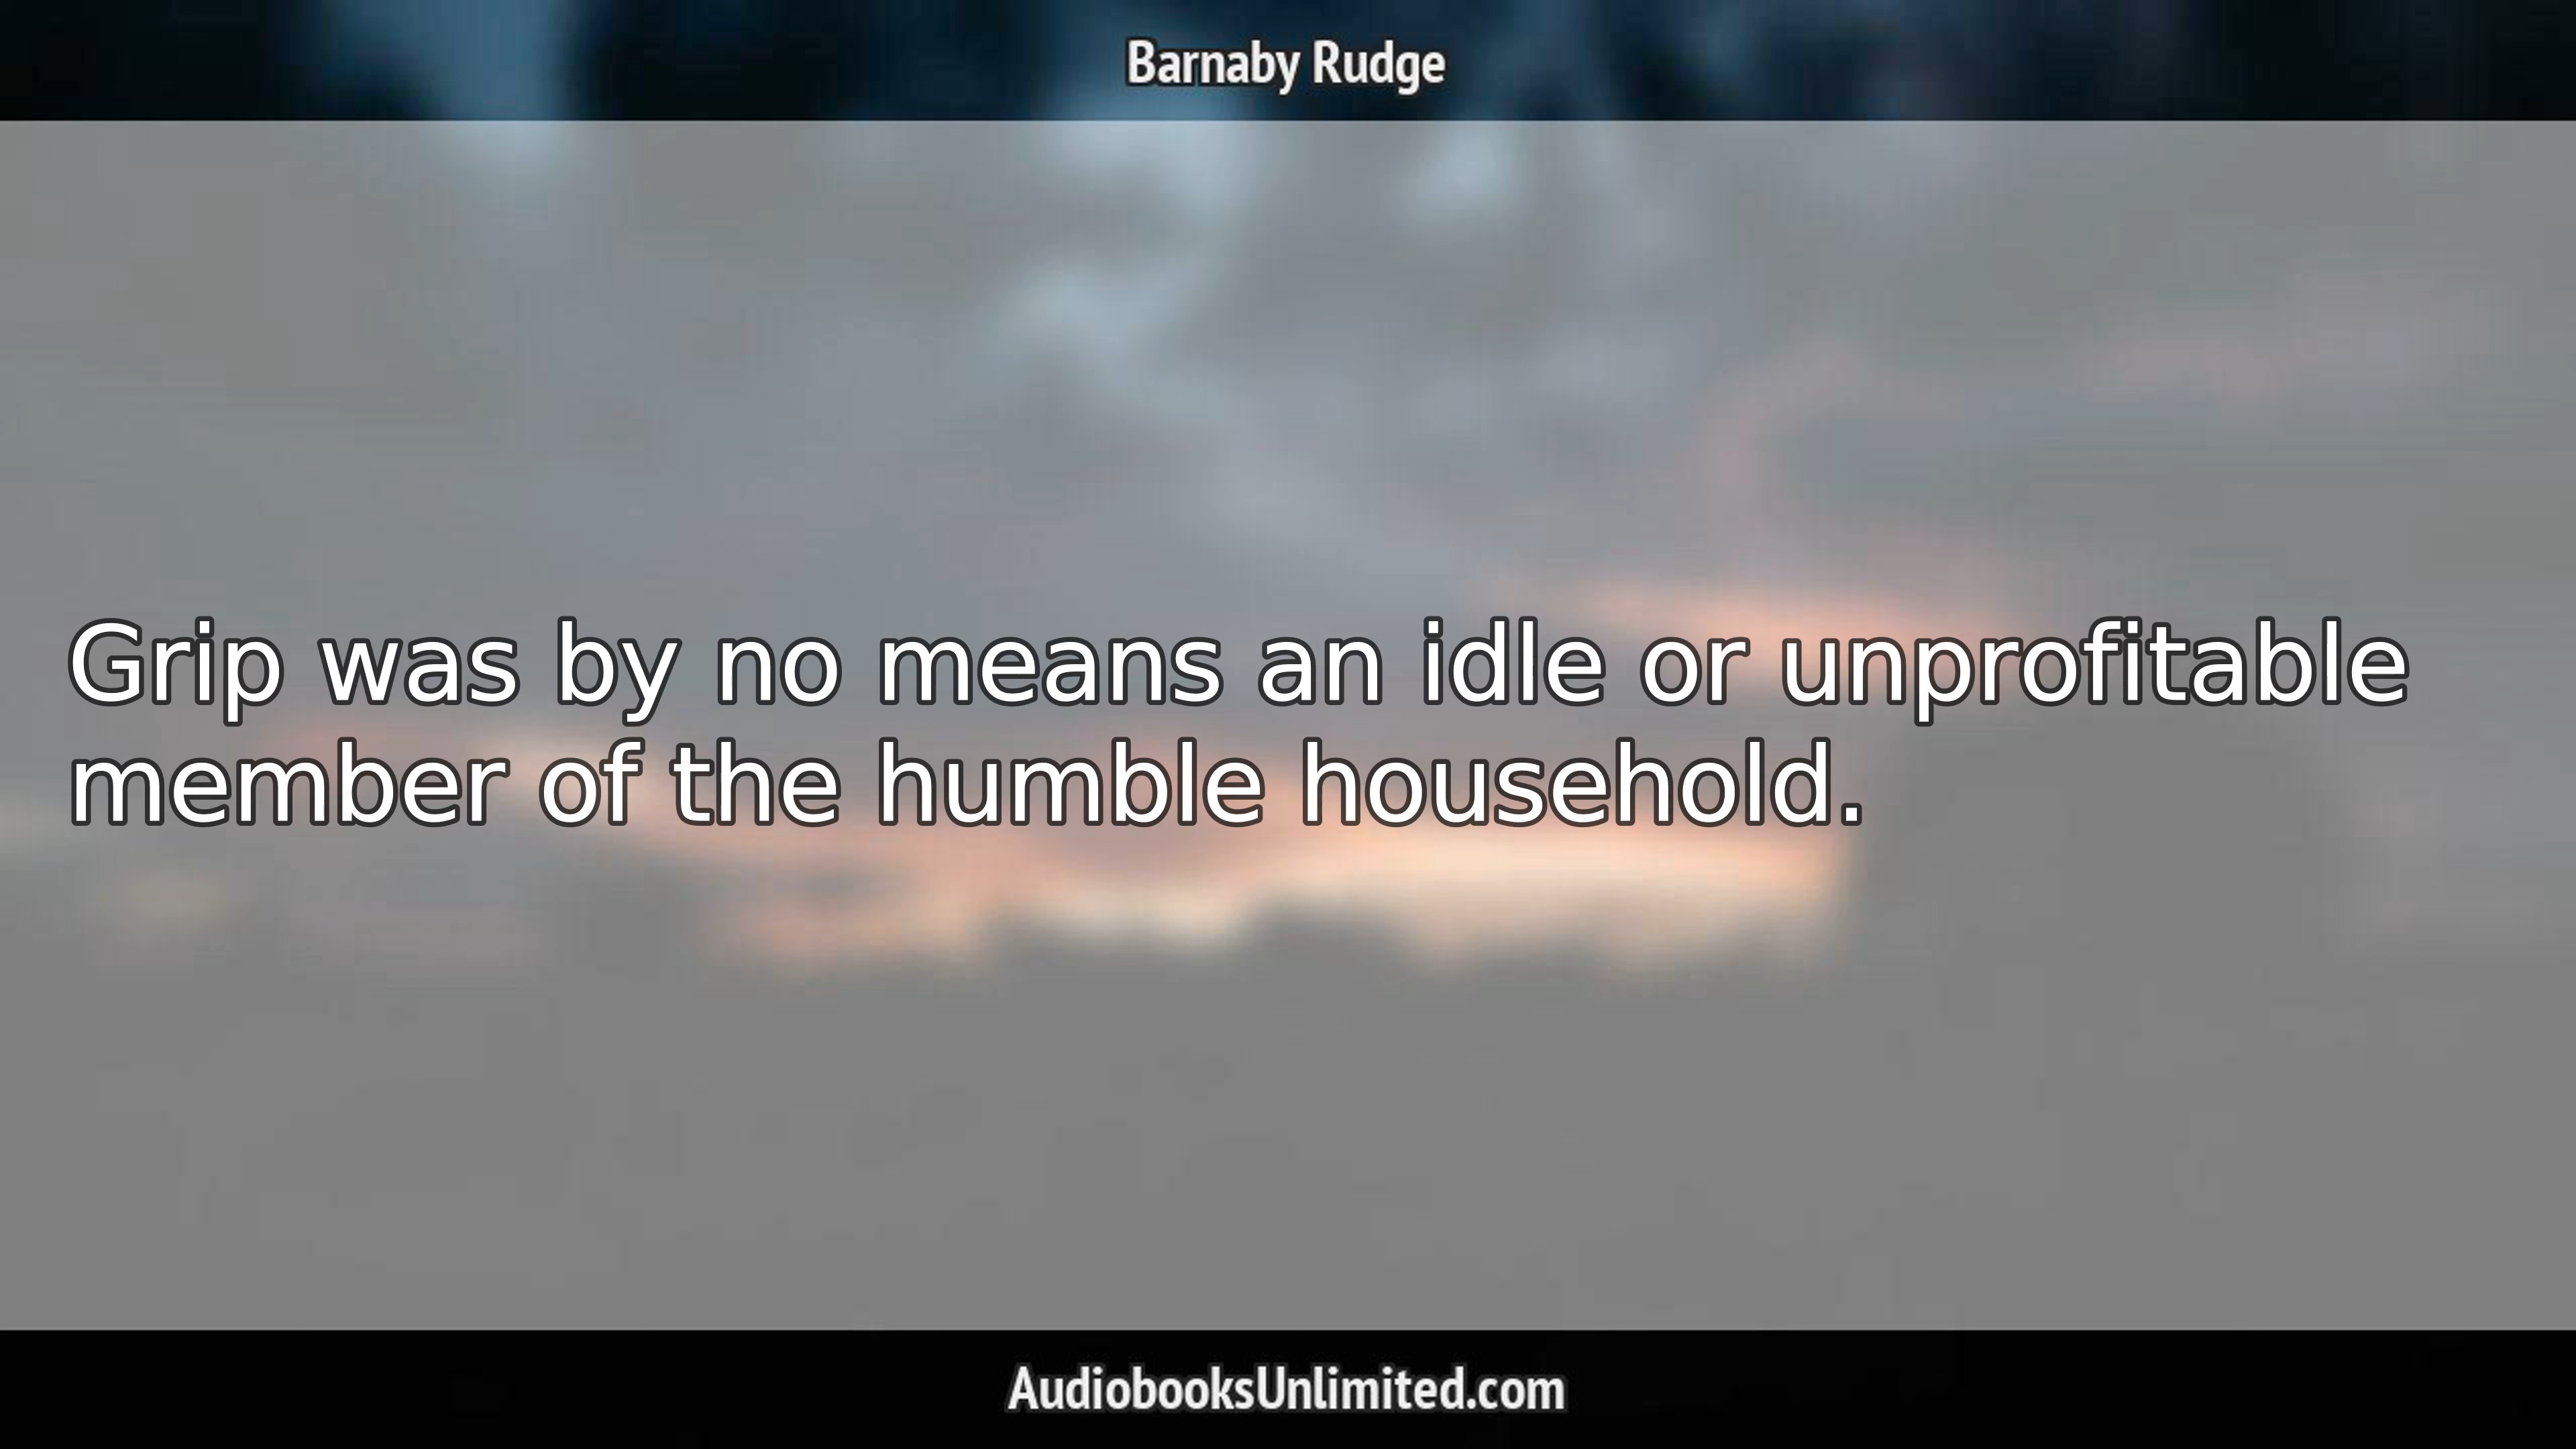 Barnaby Rudge
Grip was by no means an idle or unprofitable
member of the humble household.
AudiobooksUnlimited.com